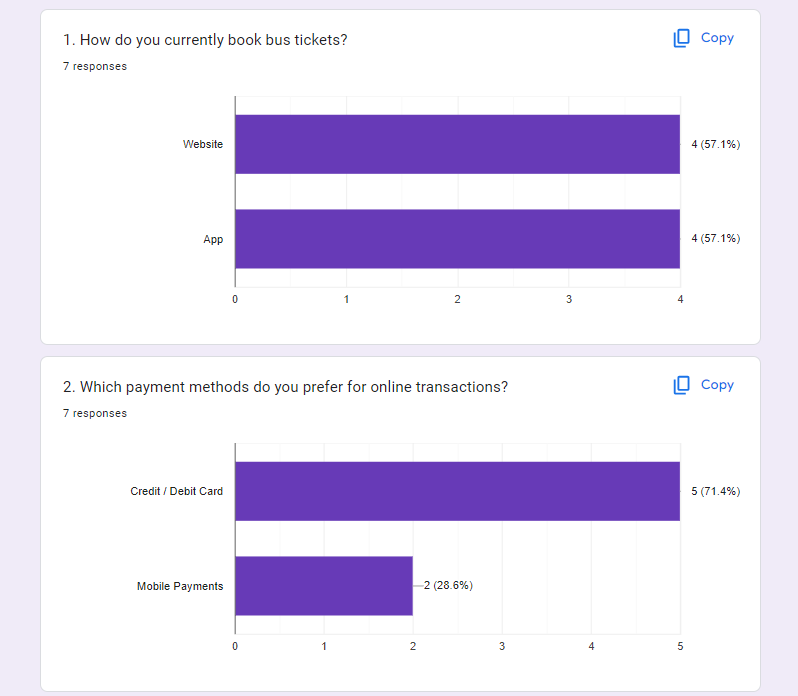 1. How do you currently book bus tickets?
Copy
7 responses
Website
4 (57.1%)
App
4 (57.1%)
0 1 2 3 4
2. Which payment methods do you prefer for online transactions?
Copy
7 responses
Credit / Debit Card
5 (71.4%)
Mobile Payments
2 (28.6%)
0 1 2 3 4 5